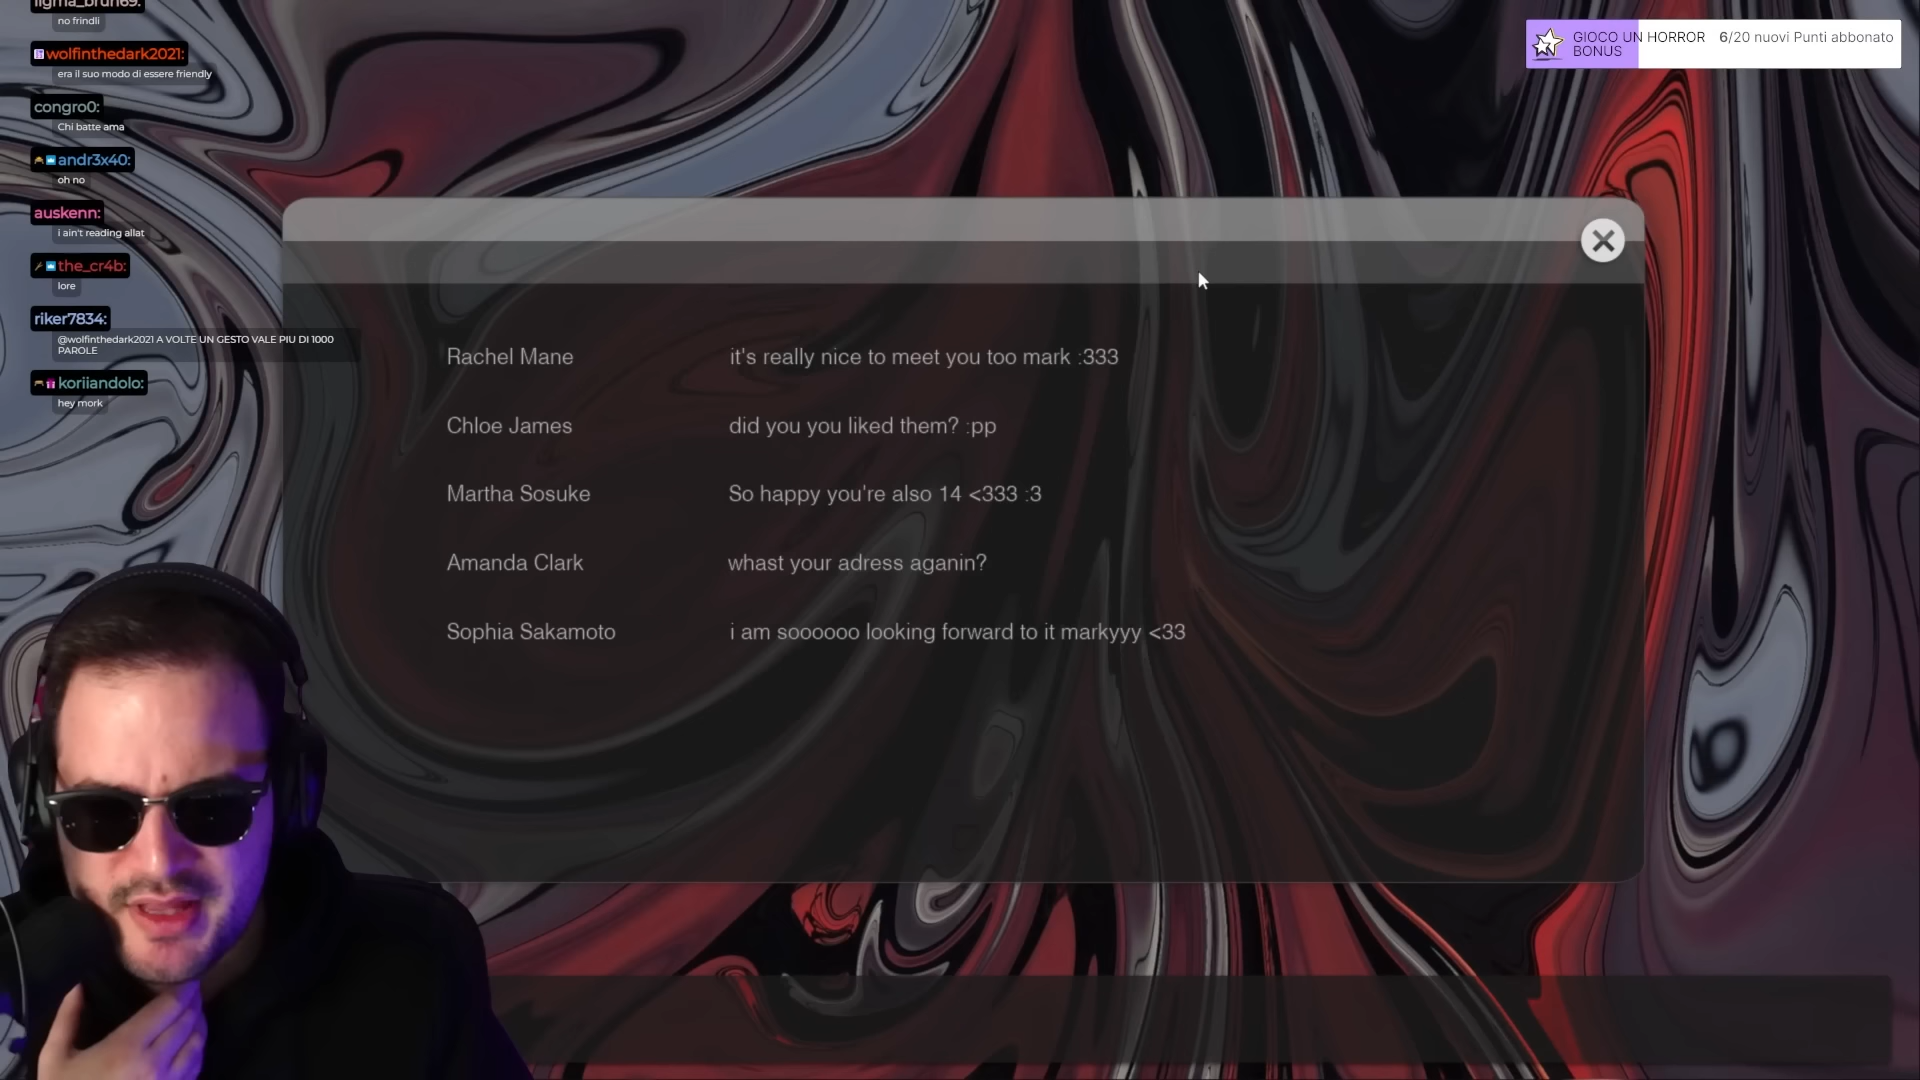 ligma_bruh69:
no frindli
wolfinthedark2021:
era il suo modo di essere friendly
congro0:
Chi batte ama
andr3x40:
oh no
auskenn:
i ain't reading allat
the_cr4b:
lore
riker7834:
@wolfinthedark2021 A VOLTE UN GESTO VALE PIU DI 1000
PAROLE
koriiandolo:
hey mork
GIOCO UN HORROR 6/20 nuovi Punti abbonato
BONUS
Rachel Mane it's really nice to meet you too mark :333
Chloe James did you you liked them? :pp
Martha Sosuke So happy you're also 14 <333 :3
Amanda Clark whast your adress aganin?
Sophia Sakamoto i am soooooo looking forward to it markyyy <33